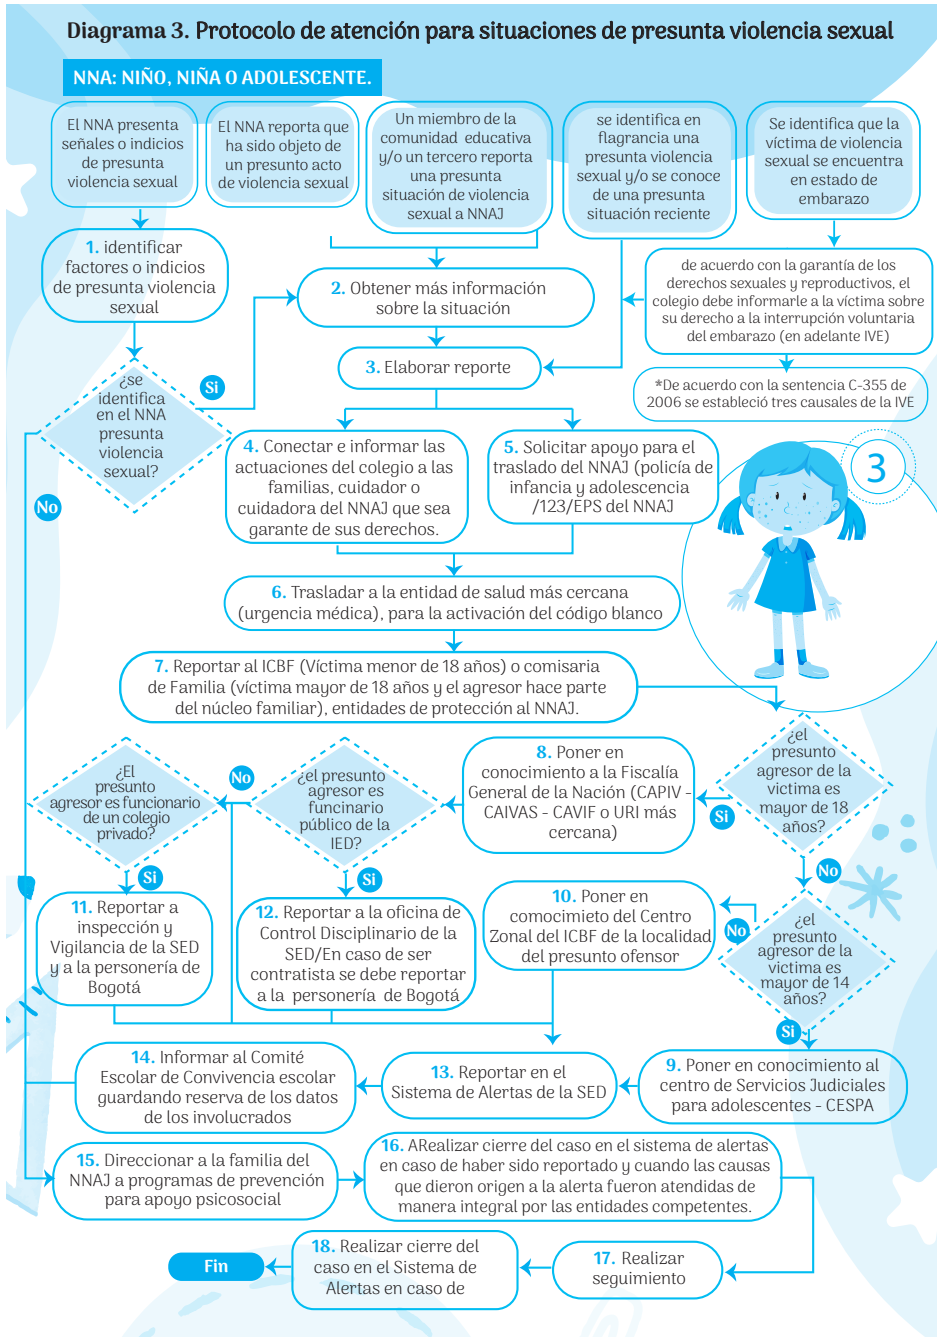 Diagrama 3. Protocolo de atención para situaciones de presunta violencia sexual
NNA: NIÑO, NIÑA O ADOLESCENTE.
El NNA presenta
señales o indicios
de presunta
violencia sexual
El NNA reporta que
ha sido objeto de
un presunto acto
de violencia sexual
Un miembro de la
comunidad educativa
y/o un tercero reporta
una presunta
situación de violencia
sexual a NNAJ
se identifica en
flagrancia una
presunta violencia
sexual y/o se conoce
de una presunta
situación reciente
Se identifica que la
víctima de violencia
sexual se encuentra
en estado de
embarazo
1. identificar
factores o indicios
de presunta violencia
sexual
2. Obtener más información
sobre la situación
de acuerdo con la garantía de los
derechos sexuales y reproductivos, el
colegio debe informarle a la víctima sobre
su derecho a la interrupción voluntaria
del embarazo (en adelante IVE)
3. Elaborar reporte
*De acuerdo con la sentencia C-355 de
2006 se estableció tres causales de la IVE
¿se
identifica
en el NNA
presunta
violencia
sexual?
Si
No
4. Conectar e informar las
actuaciones del colegio a las
familias, cuidador o
cuidadora del NNAJ que sea
garante de sus derechos.
5. Solicitar apoyo para el
traslado del NNAJ (policía de
infancia y adolescencia
/123/EPS del NNAJ
3
6. Trasladar a la entidad de salud más cercana
(urgencia médica), para la activación del código blanco
7. Reportar al ICBF (Víctima menor de 18 años) o comisaria
de Familia (víctima mayor de 18 años y el agresor hace parte
del núcleo familiar), entidades de protección al NNAJ.
¿El
presunto
agresor es funcionario
de un colegio
privado?
No
¿el presunto
agresor es
funcinario
público de la
IED?
8. Poner en
conocimiento a la Fiscalía
General de la Nación (CAPIV -
CAIVAS - CAVIF o URI más
cercana)
Si
¿el
presunto
agresor de la
victima es
mayor de 18
años?
Si
Si
No
11. Reportar a
inspección y
Vigilancia de la SED
y a la personería de
Bogotá
12. Reportar a la oficina de
Control Disciplinario de la
SED/En caso de ser
contratista se debe reportar
a la personería de Bogotá
10. Poner en
comocimieto del Centro
Zonal del ICBF de la localidad
del presunto ofensor
No
¿el
presunto
agresor de la
victima es
mayor de 14
años?
Si
14. Informar al Comité
Escolar de Convivencia escolar
guardando reserva de los datos
de los involucrados
13. Reportar en el
Sistema de Alertas de la SED
9. Poner en conocimiento al
centro de Servicios Judiciales
para adolescentes - CESPA
15. Direccionar a la familia del
NNAJ a programas de prevención
para apoyo psicosocial
16. ARealizar cierre del caso en el sistema de alertas
en caso de haber sido reportado y cuando las causas
que dieron origen a la alerta fueron atendidas de
manera integral por las entidades competentes.
Fin
18. Realizar cierre del
caso en el Sistema de
Alertas en caso de
17. Realizar
seguimiento